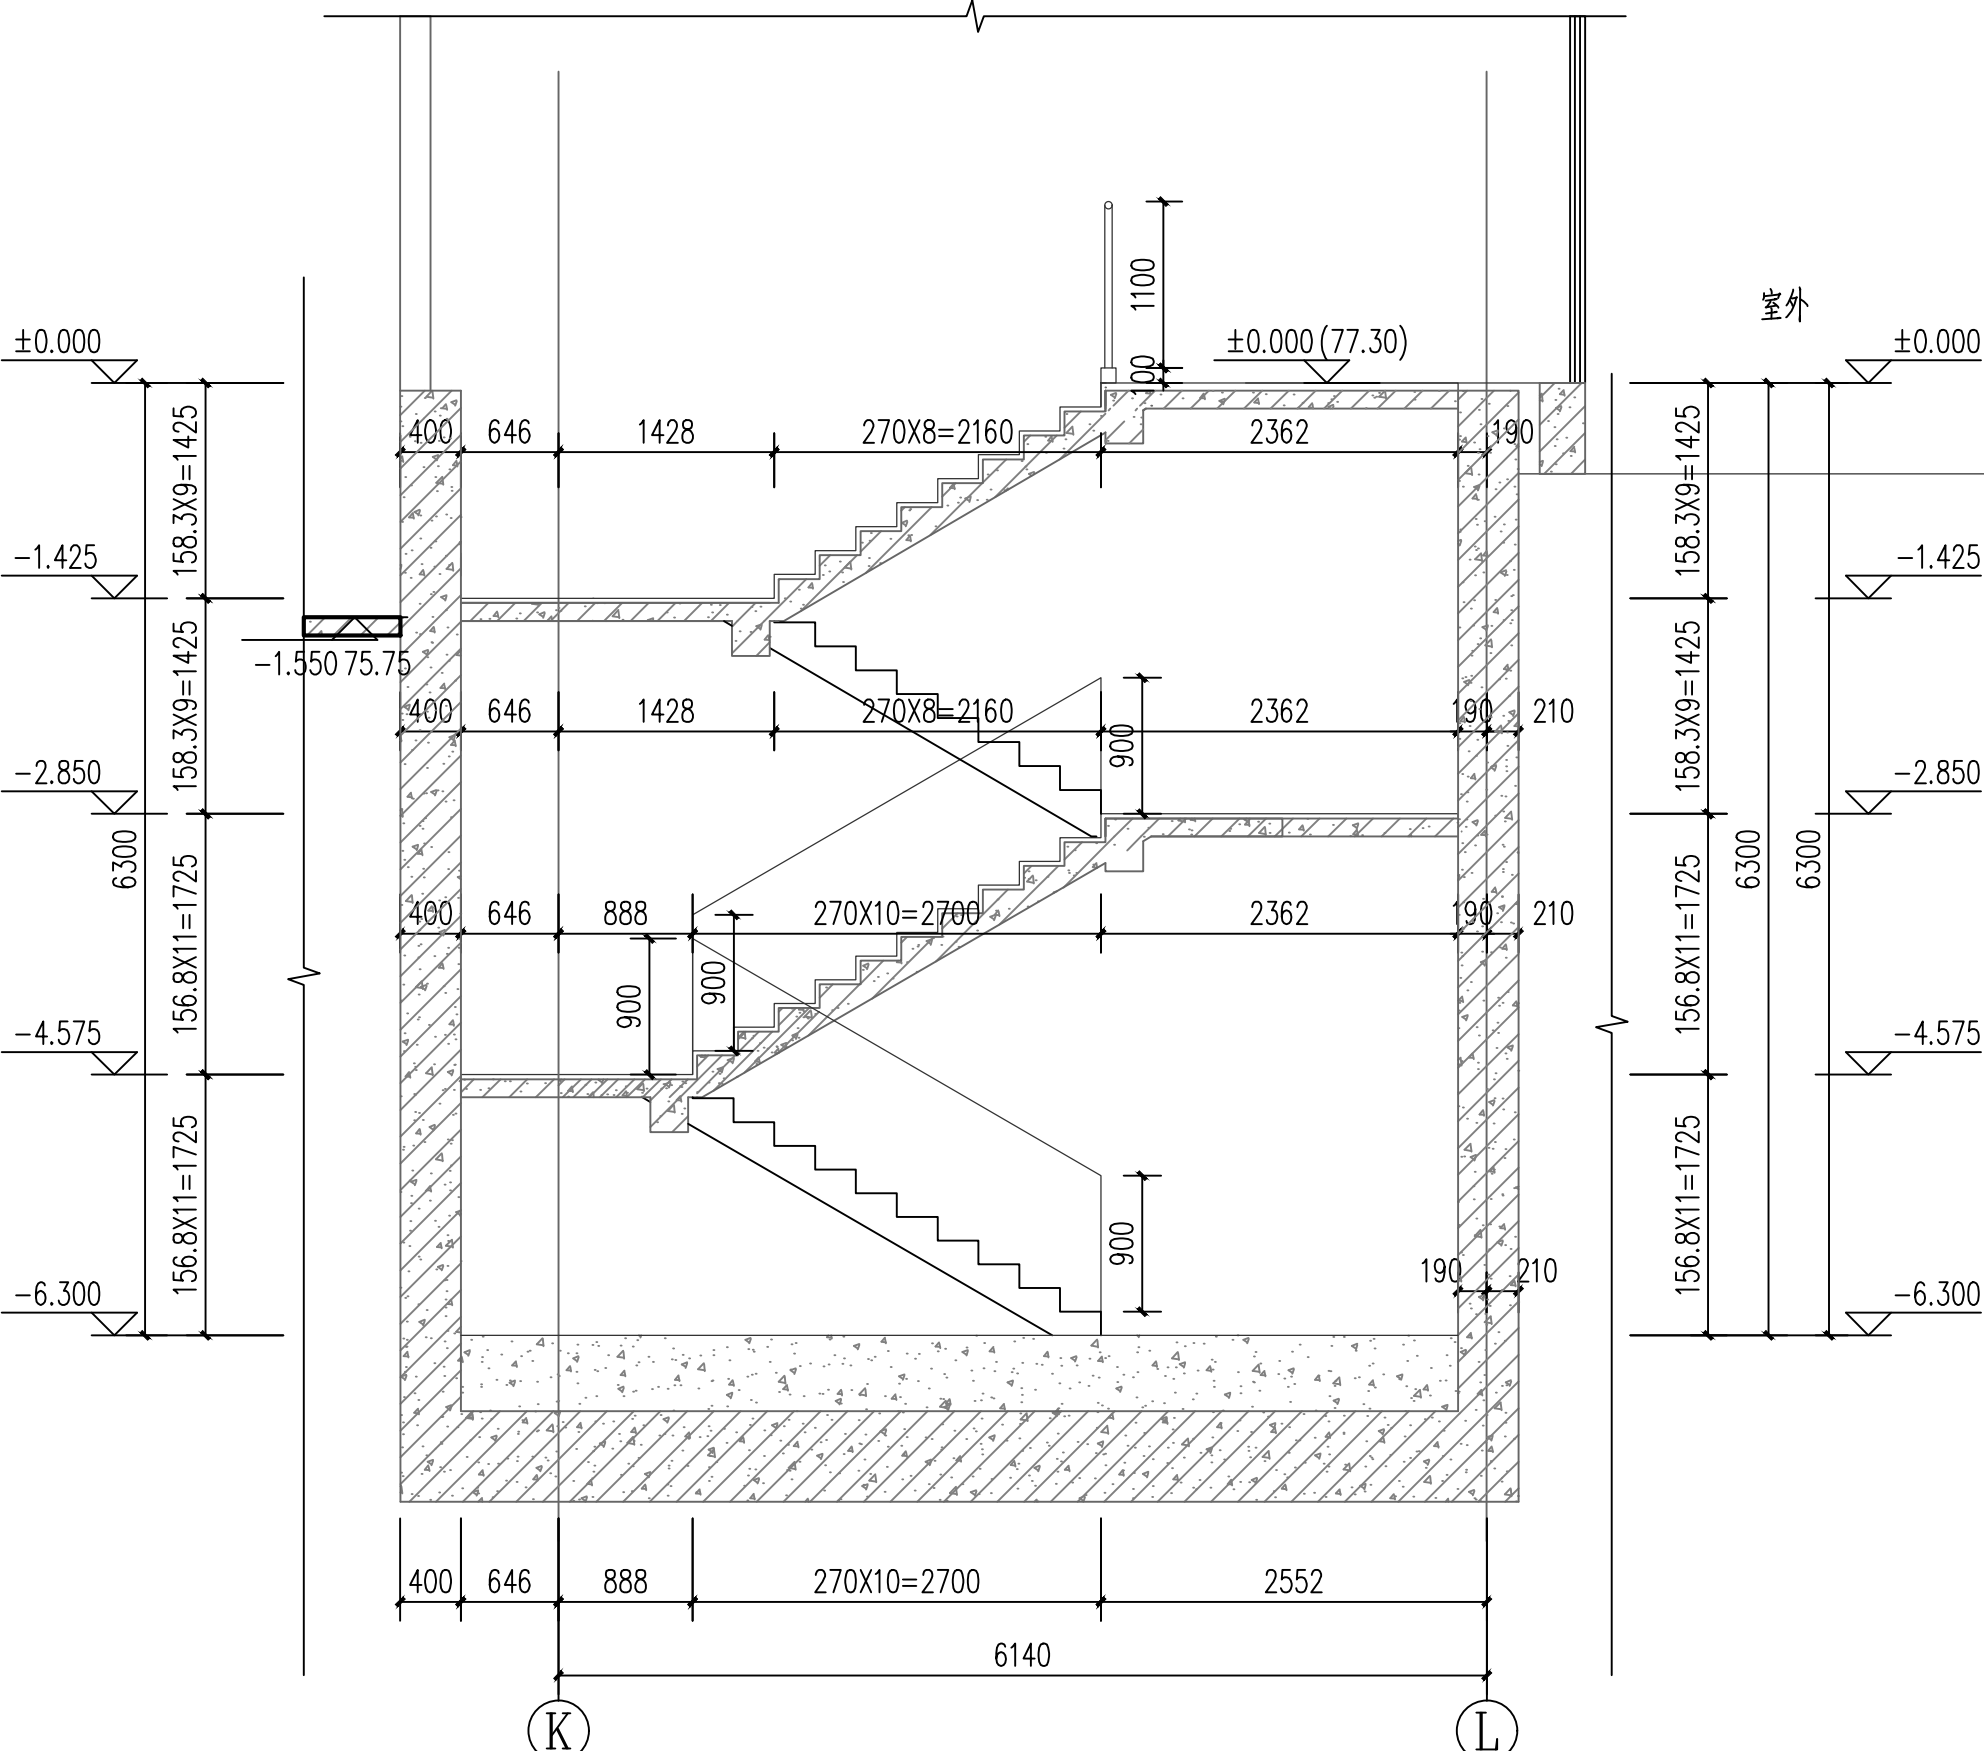 1100
室外
±0.000
±0.000(77.30)
±0.000
100
400 646 1428 270X8=2160 2362 190
158.3X9=1425
158.3X9=1425
-1.425
-1.425
-1.550 75.75
158.3X9=1425
158.3X9=1425
400 646 1428 270X8=2160 2362 190 210
900
-2.850
-2.850
6300
6300
6300
156.8X11=1725
156.8X11=1725
400 646 888 270X10=2700 2362 190 210
900
900
-4.575
-4.575
156.8X11=1725
156.8X11=1725
900
190 210
-6.300
-6.300
400 646 888 270X10=2700 2552
6140
K L